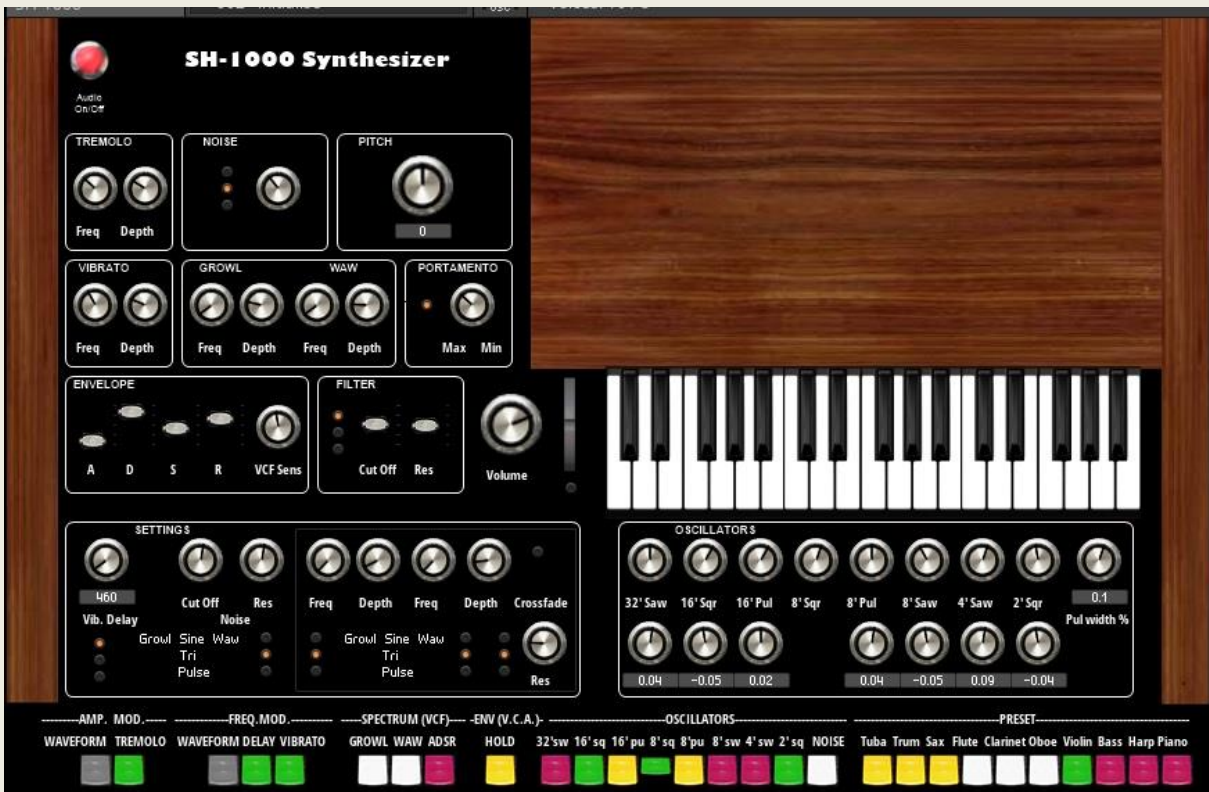 SH-1000 Synthesizer
Audio
On/Off
TREMOLO
Freq Depth
NOISE
PITCH
0
VIBRATO
Freq Depth
GROWL WAW
Freq Depth Freq Depth
PORTAMENTO
Max Min
ENVELOPE
A D S R VCF Sens
FILTER
Cut Off Res
Volume
SETTINGS
460
Vib. Delay
Cut Off Res
Noise
Freq Depth Freq Depth Crossfade
Growl Sine Waw
Tri
Pulse
Growl Sine Waw
Tri
Pulse
Res
OSCILLATORS
32' Saw 16' Sqr 16' Pul 8' Sqr 8' Pul 8' Saw 4' Saw 2' Sqr
0.1
Pul width %
0.04 -0.05 0.02 0.04 -0.05 0.09 -0.04
--------AMP. MOD.----- ---------FREQ.MOD.--------- -----SPECTRUM (VCF)---- -ENV (V.C.A.)- -----------------------OSCILLATORS----------------------- ---------------------------PRESET---------------------------
WAVEFORM TREMOLO WAVEFORM DELAY VIBRATO GROWL WAW ADSR HOLD 32'sw 16' sq 16' pu 8' sq 8'pu 8' sw 4' sw 2' sq NOISE Tuba Trum Sax Flute Clarinet Oboe Violin Bass Harp Piano